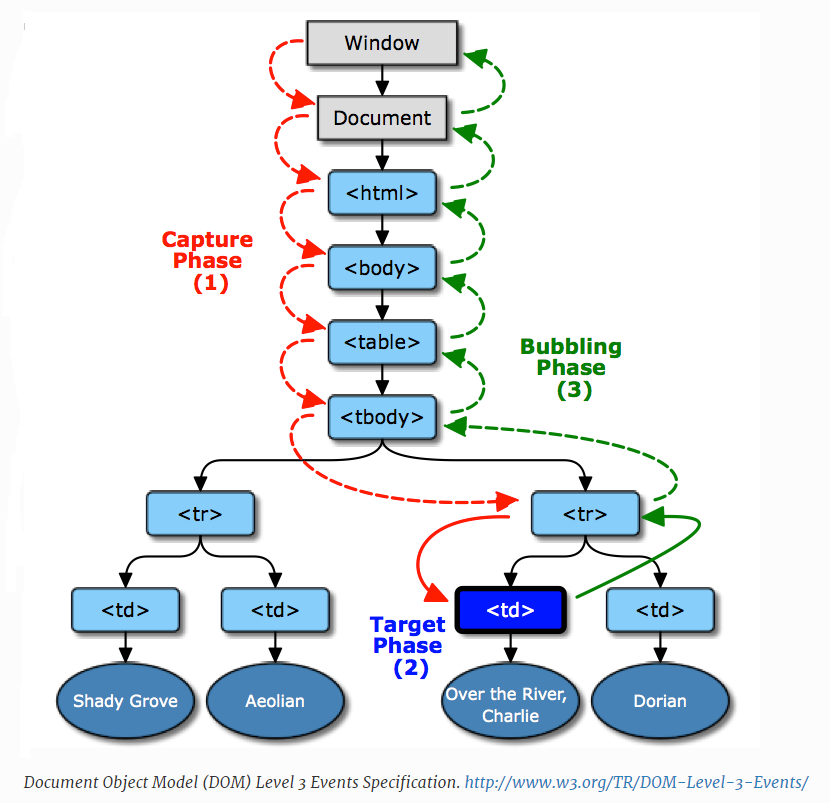 Window
Document
<html>
Capture
Phase
(1)
<body>
<table>
Bubbling
Phase
(3)
<tbody>
<tr>
<tr>
<td>
<td>
<td>
<td>
Target
Phase
(2)
Shady Grove
Aeolian
Over the River,
Charlie
Dorian
Document Object Model (DOM) Level 3 Events Specification. http://www.w3.org/TR/DOM-Level-3-Events/